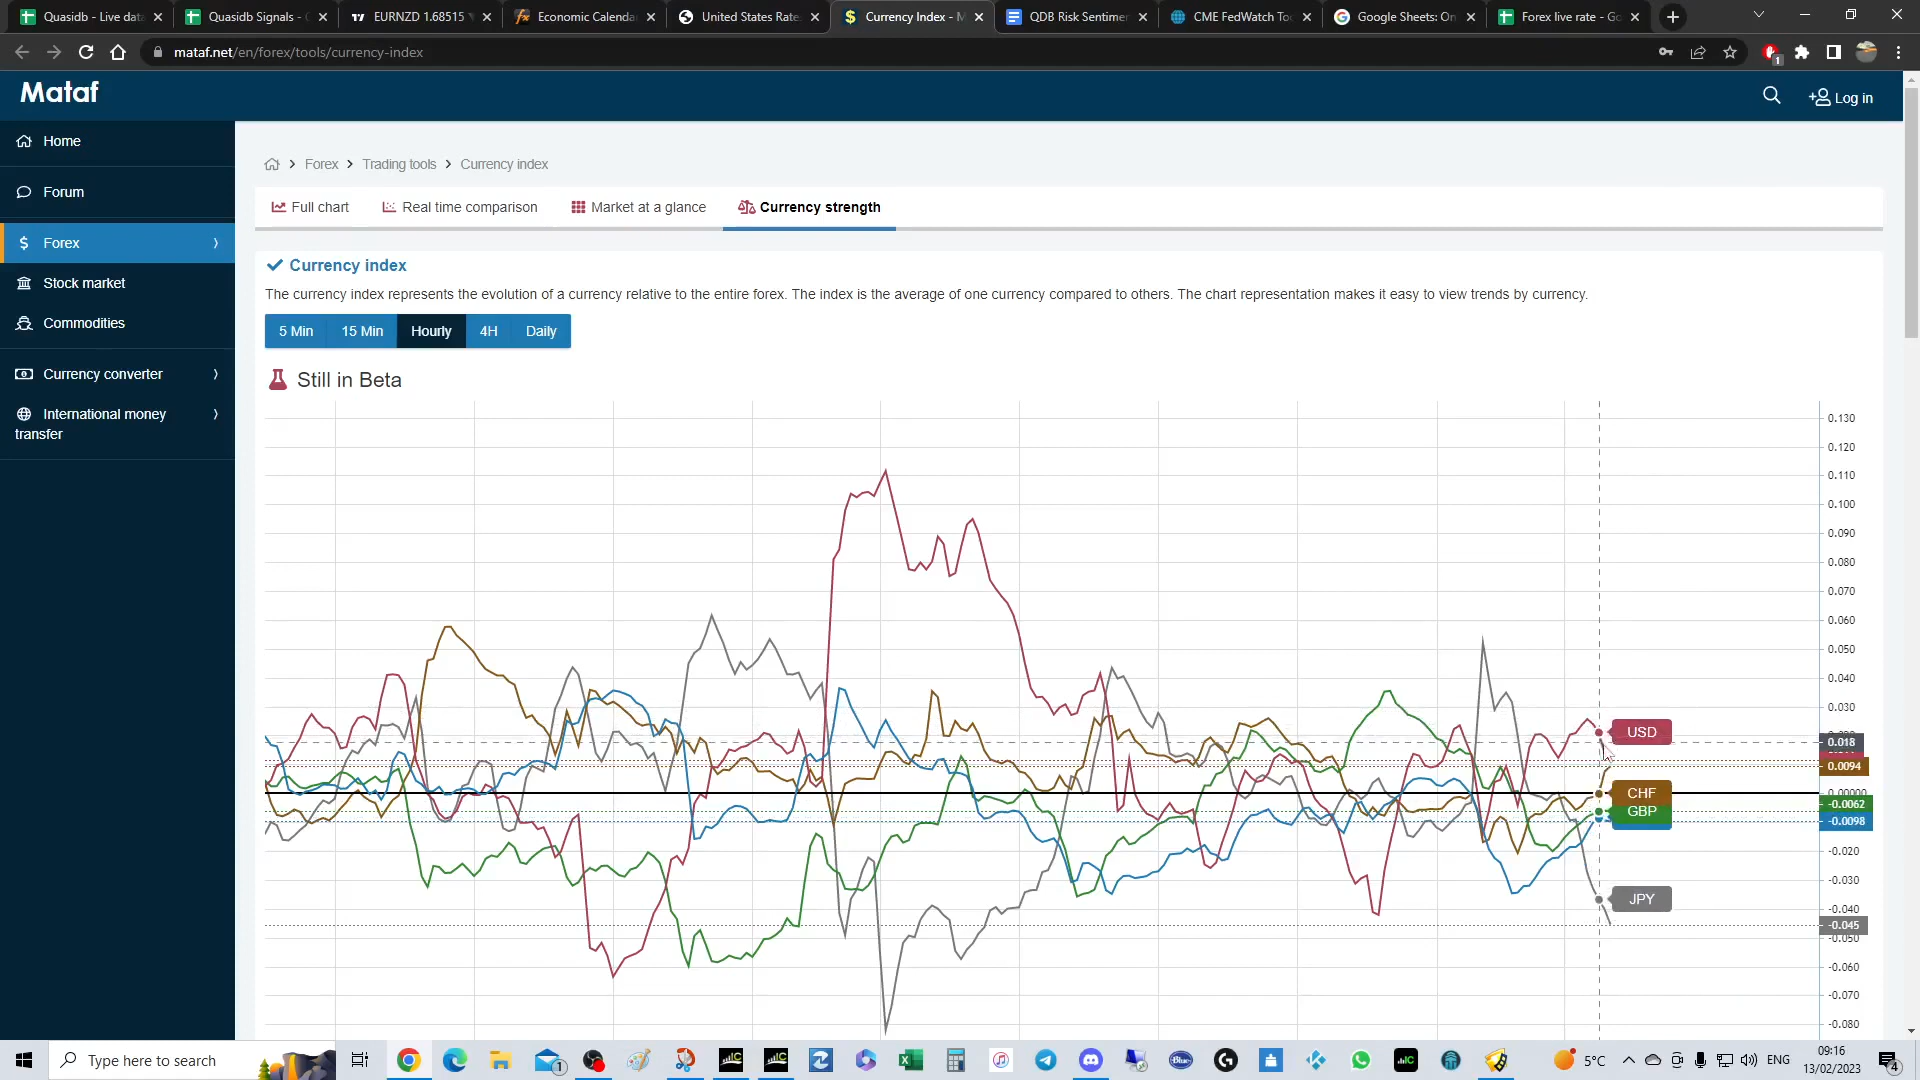 Quasidb - Live data
Quasidb Signals -
EURNZD 1.68515
Economic Calenda
United States Rate
Currency Index - M
QDB Risk Sentimen
CME FedWatch To
Google Sheets: On
Forex live rate - Go
mataf.net/en/forex/tools/currency-index
1
Mataf
Log in
Home
Forum
Forex
Stock market
Commodities
Currency converter
International money
transfer
Forex
Trading tools
Currency index
Full chart
Real time comparison
Market at a glance
Currency strength
Currency index
The currency index represents the evolution of a currency relative to the entire forex. The index is the average of one currency compared to others. The chart representation makes it easy to view trends by currency.
5 Min
15 Min
Hourly
4H
Daily
Still in Beta
0.130
0.120
0.110
0.100
0.090
0.080
0.070
0.060
0.050
0.040
0.030
USD
0.018
0.0094
CHF
0.00000
-0.0062
GBP
-0.0098
-0.020
-0.030
JPY
-0.040
-0.045
-0.050
-0.060
-0.070
-0.080
Type here to search
5°C
ENG
09:16
13/02/2023
4